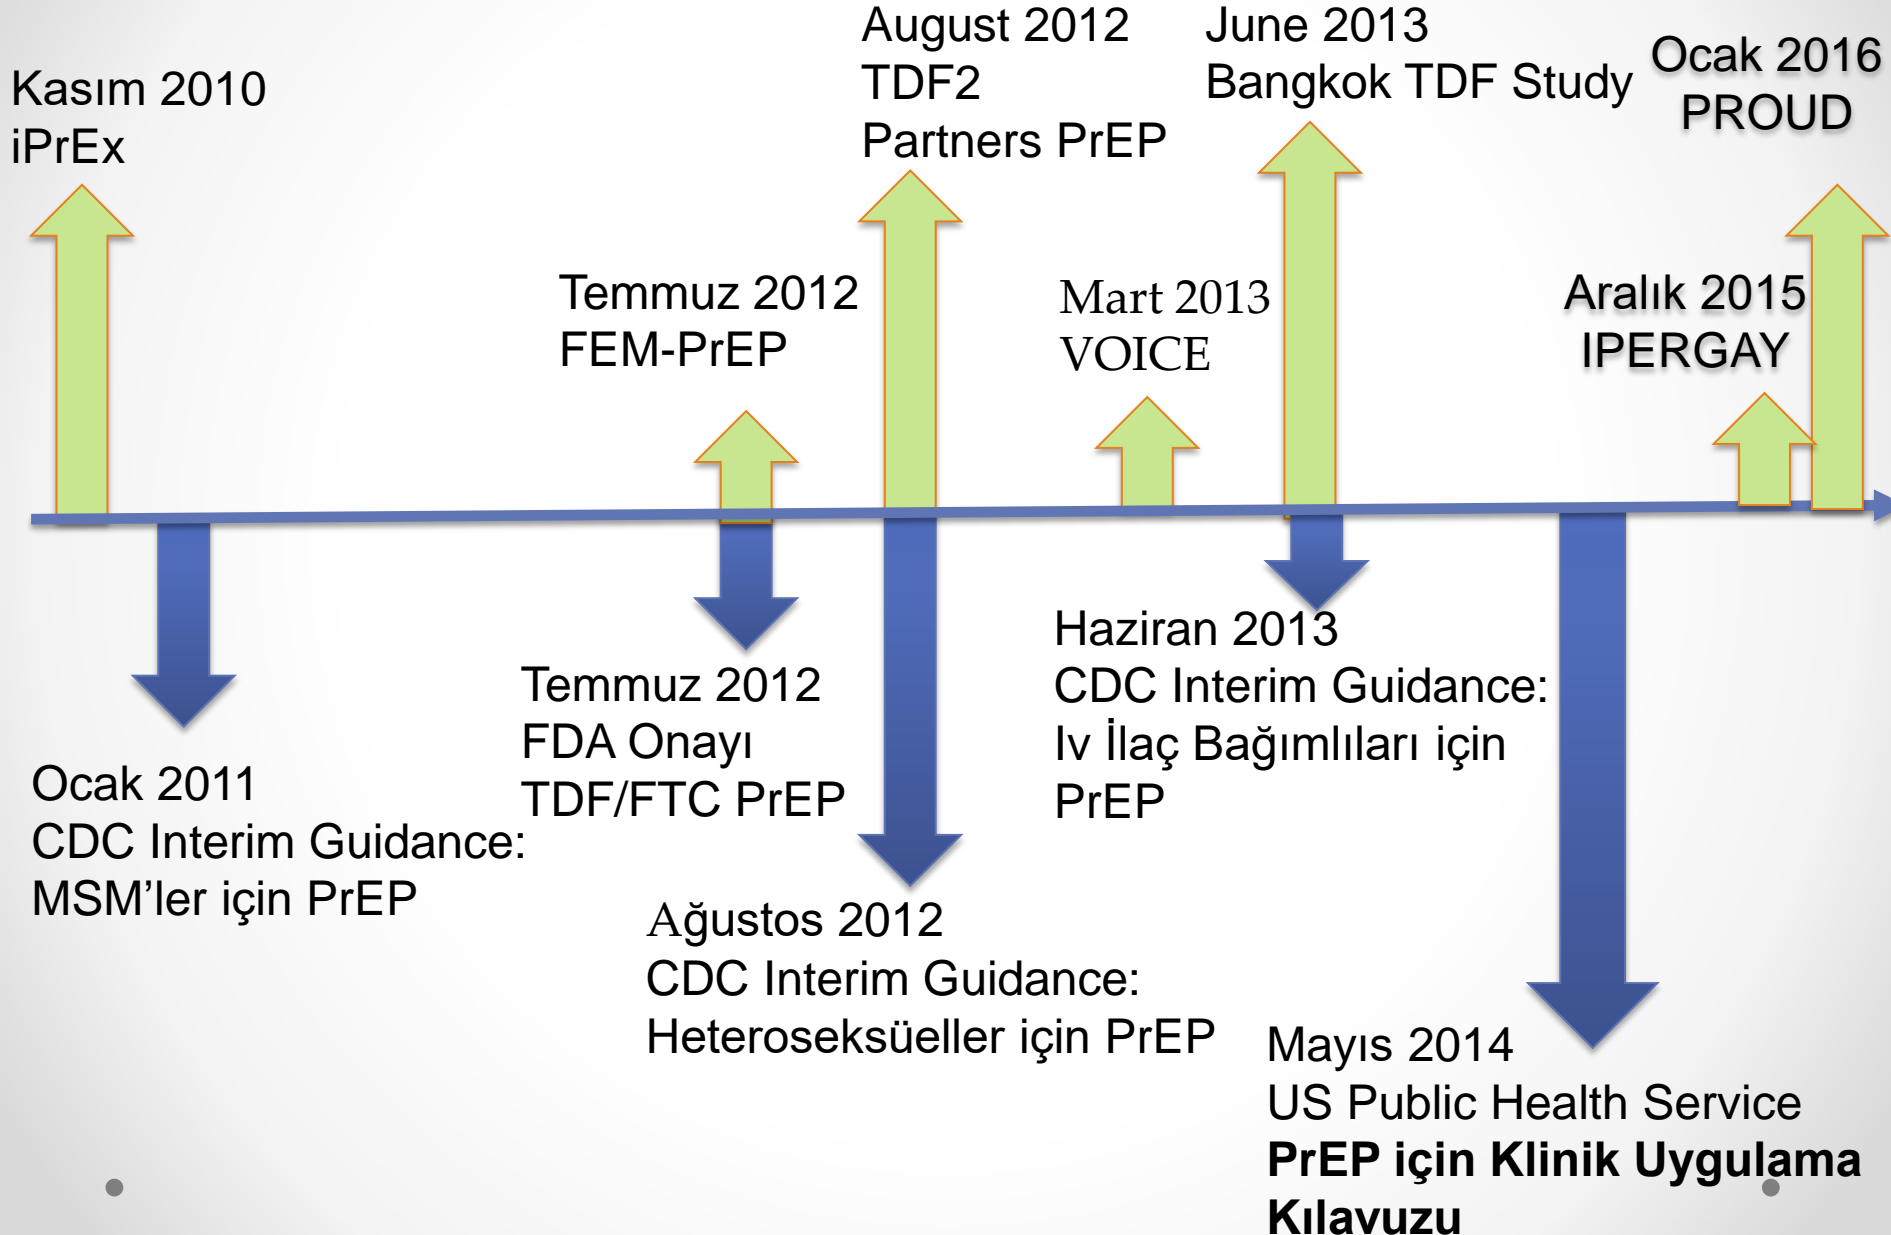 Kasım 2010
iPrEx
August 2012
TDF2
Partners PrEP
June 2013
Bangkok TDF Study
Ocak 2016
PROUD
Temmuz 2012
FEM-PrEP
Mart 2013
VOICE
Aralık 2015
IPERGAY
Ocak 2011
CDC Interim Guidance:
MSM’ler için PrEP
Temmuz 2012
FDA Onayı
TDF/FTC PrEP
Ağustos 2012
CDC Interim Guidance:
Heteroseksüeller için PrEP
Haziran 2013
CDC Interim Guidance:
Iv İlaç Bağımlıları için
PrEP
Mayıs 2014
US Public Health Service
PrEP için Klinik Uygulama
Kılavuzu